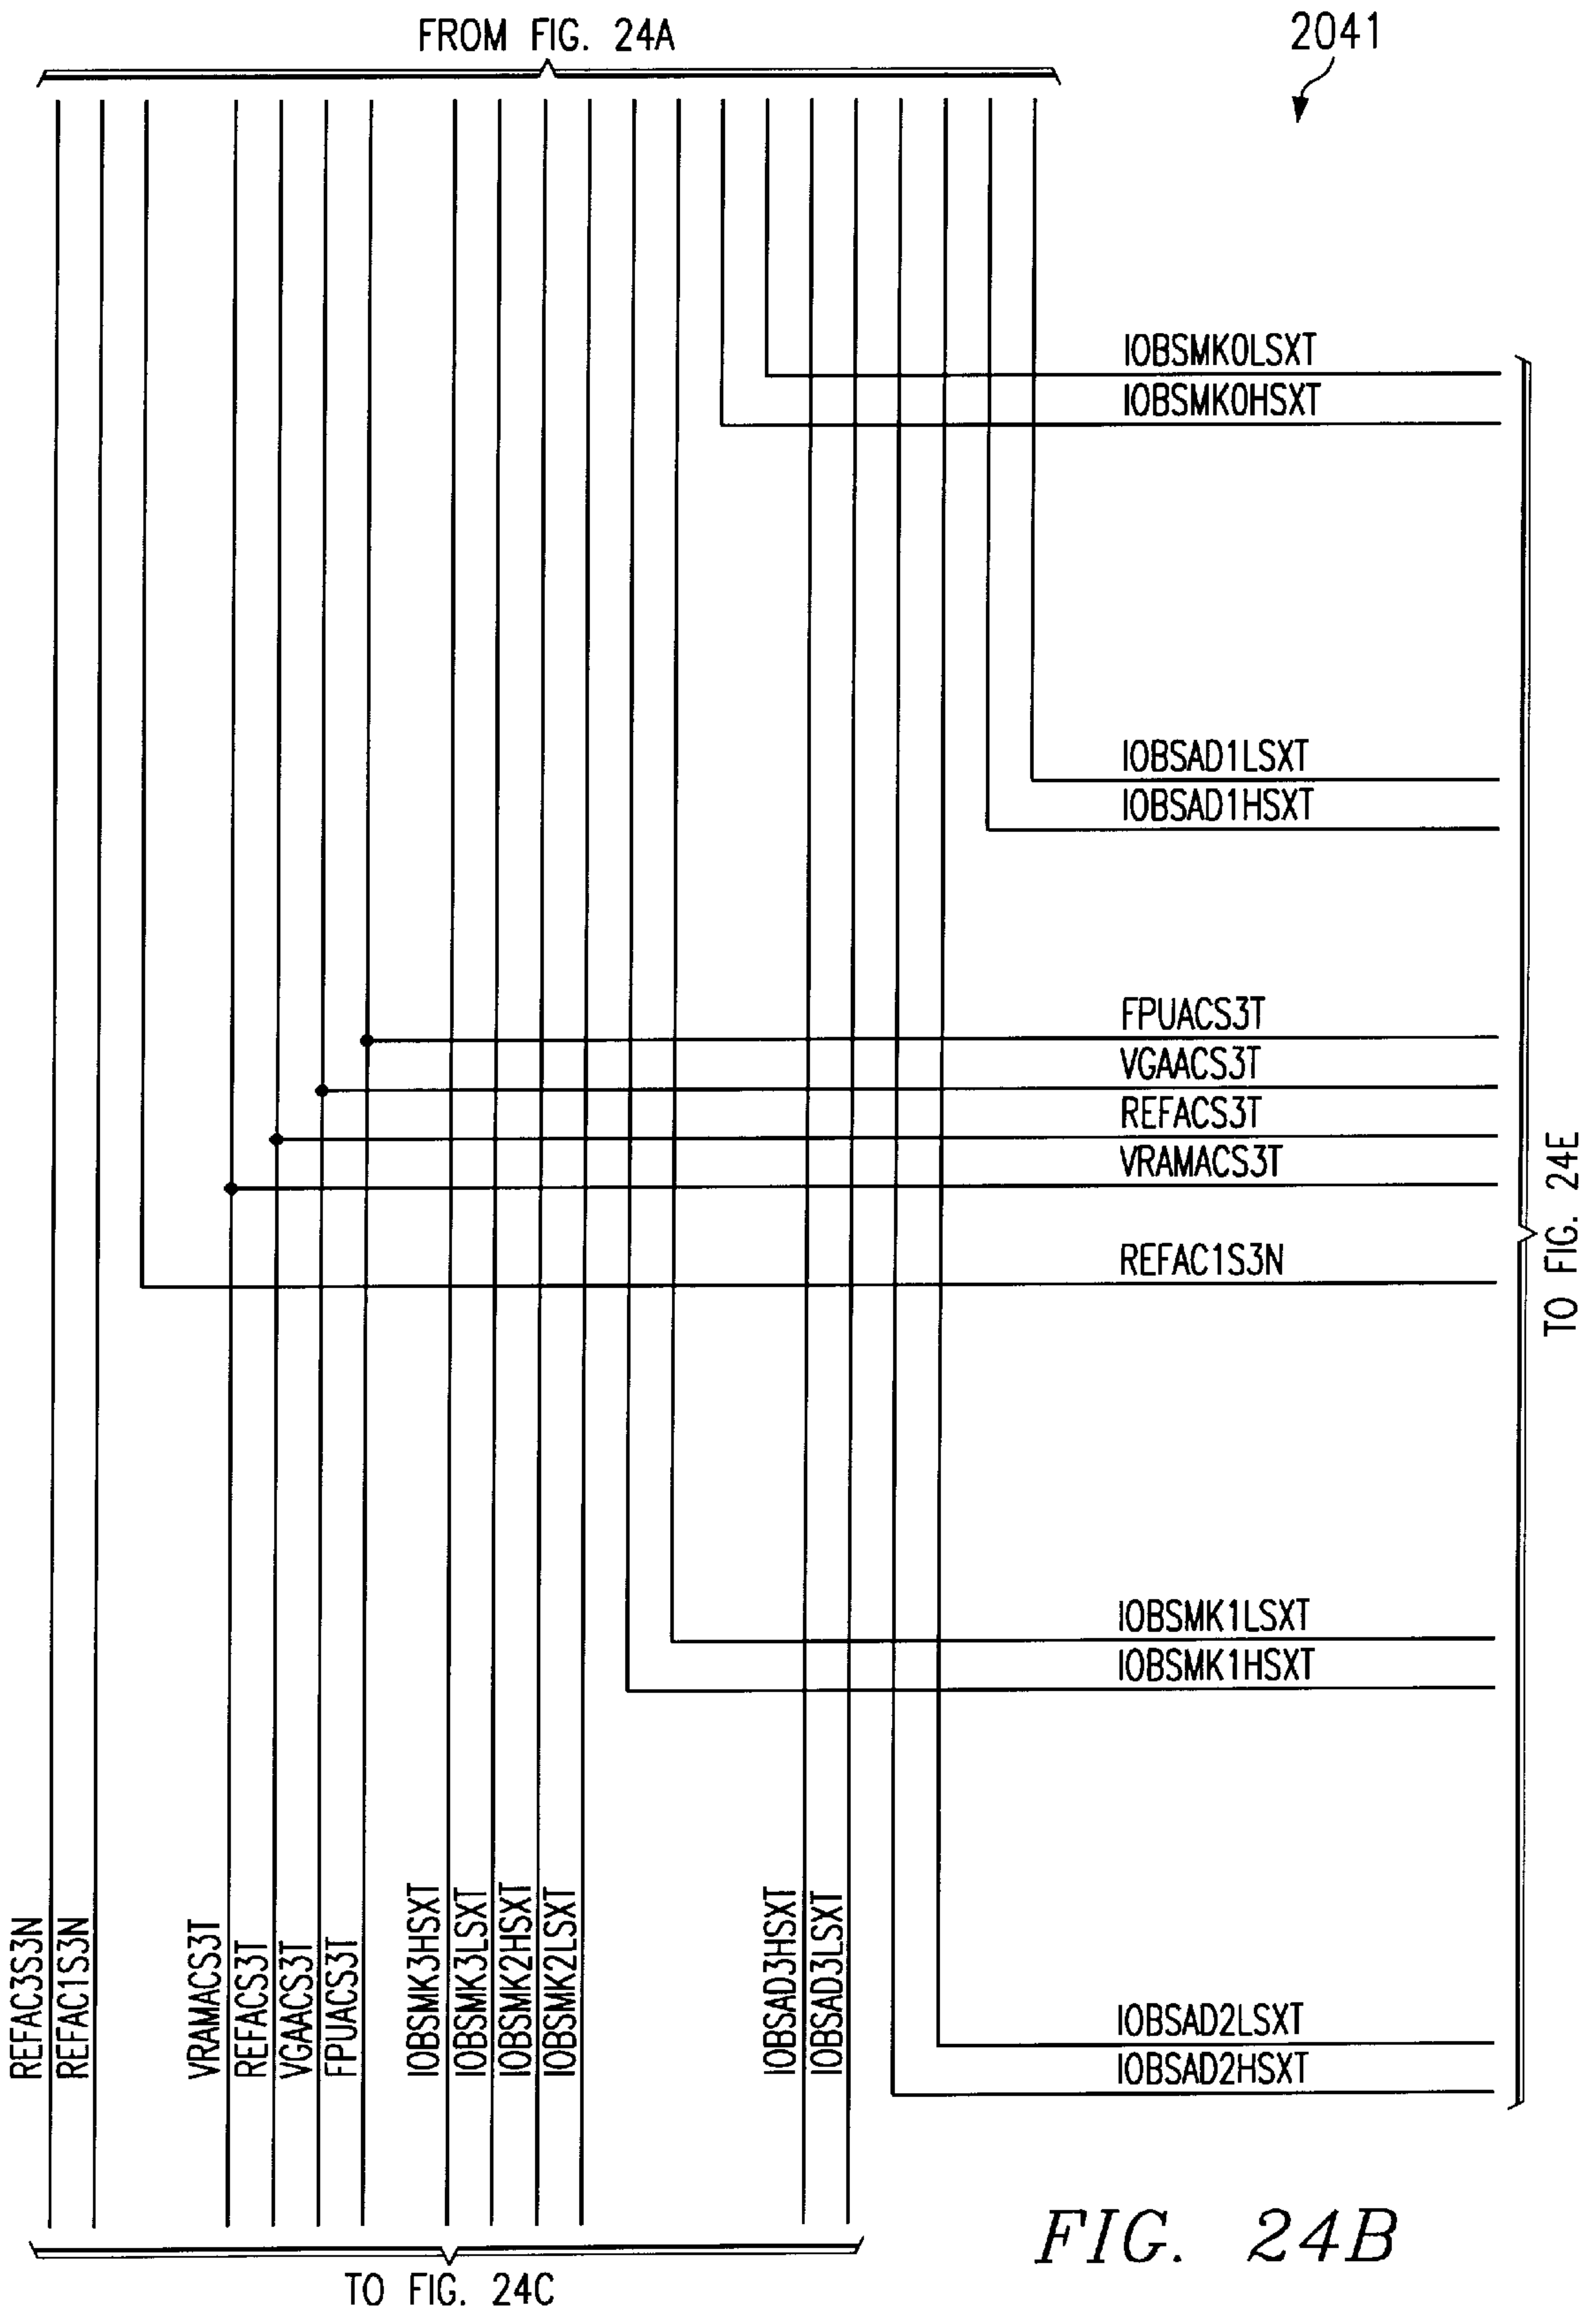 FROM FIG. 24A
2041
IOBSMK0LSXT
IOBSMK0HSXT
IOBSAD1LSXT
IOBSAD1HSXT
FPUACS3T
VGAACS3T
REFACS3T
VRAMACS3T
REFAC1S3N
TO FIG. 24E
IOBSMK1LSXT
IOBSMK1HSXT
IOBSAD2LSXT
IOBSAD2HSXT
REFAC3S3N
REFAC1S3N
VRAMACS3T
REFACS3T
VGAACS3T
FPUACS3T
IOBSMK3HSXT
IOBSMK3LSXT
IOBSMK2HSXT
IOBSMK2LSXT
IOBSAD3HSXT
IOBSAD3LSXT
TO FIG. 24C
FIG. 24B